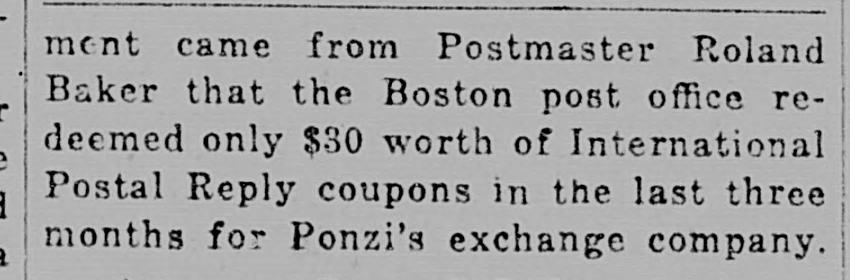 ment came from Postmaster Roland
Baker that the Boston post office re-
deemed only $30 worth of International
Postal Reply coupons in the last three
months for Ponzi's exchange company.